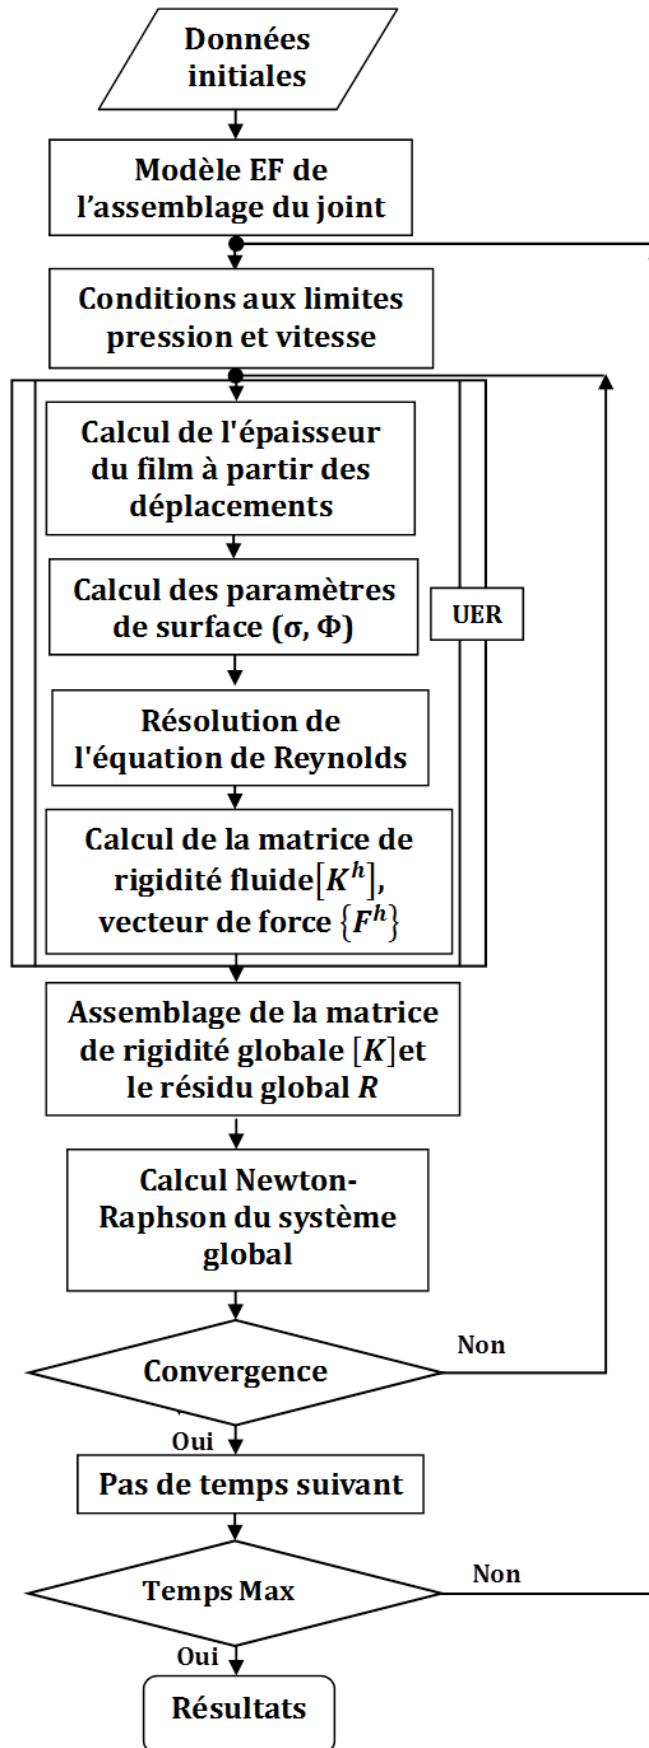 Données
initiales
Modèle EF de
l’assemblage du joint
Conditions aux limites
pression et vitesse
Calcul de l'épaisseur
du film à partir des
déplacements
Calcul des paramètres
de surface (σ, Φ)
UER
Résolution de
l'équation de Reynolds
Calcul de la matrice de
rigidité fluide[K^h],
vecteur de force {F^h}
Assemblage de la matrice
de rigidité globale [K]et
le résidu global R
Calcul Newton-
Raphson du système
global
Convergence
Non
Oui
Pas de temps suivant
Temps Max
Non
Oui
Résultats